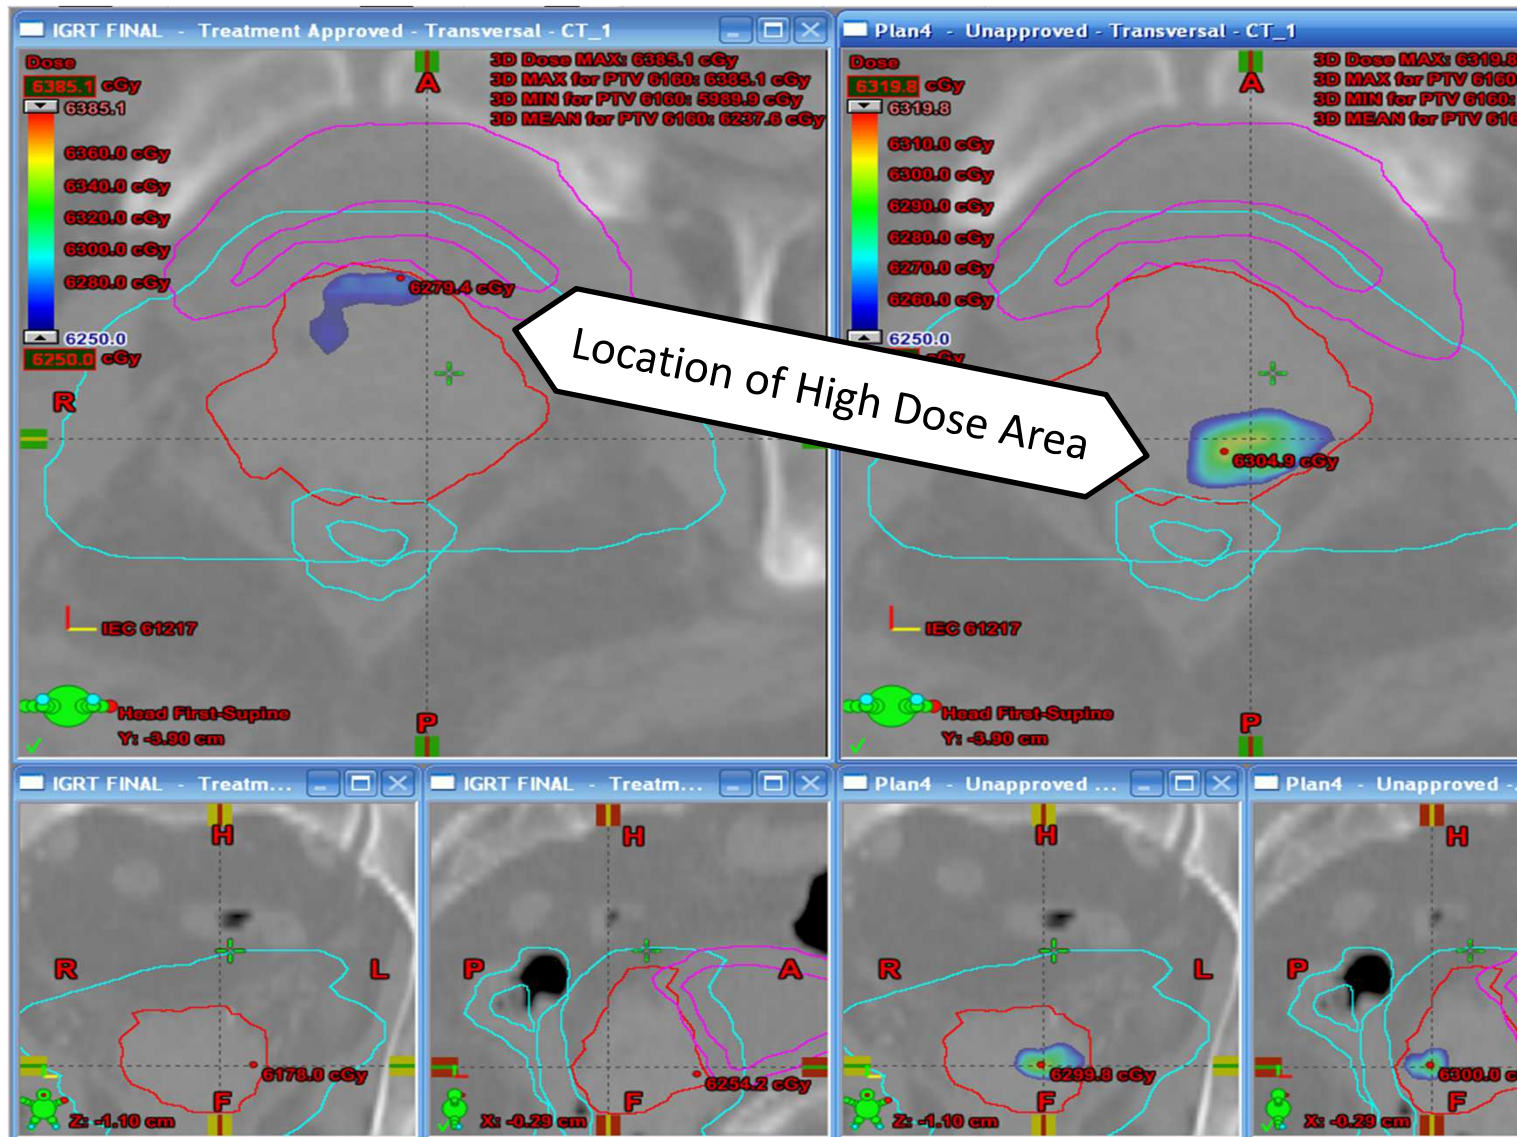 IGRT FINAL - Treatment Approved - Transversal - CT_1
Dose
6385.1 cGy
6385.1
6360.0 cGy
6340.0 cGy
6320.0 cGy
6300.0 cGy
6280.0 cGy
6250.0
6250.0 cGy
3D Dose MAX: 6385.1 cGy
3D MAX for PTV 6160: 6385.1 cGy
3D MIN for PTV 6160: 5989.9 cGy
3D MEAN for PTV 6160: 6237.6 cGy
A
6279.4 cGy
R
IEC 61217
Head First-Supine
Y: -3.90 cm
P
Location of High Dose Area
Plan4 - Unapproved - Transversal - CT_1
Dose
6319.8 cGy
6319.8
6310.0 cGy
6300.0 cGy
6290.0 cGy
6280.0 cGy
6270.0 cGy
6260.0 cGy
6250.0
cGy
3D Dose MAX: 6319.8
3D MAX for PTV 6160
3D MIN for PTV 6160:
3D MEAN for PTV 616
A
6304.9 cGy
IEC 61217
Head First-Supine
Y: -3.90 cm
P
IGRT FINAL - Treatm...
H
R
L
6178.0 cGy
F
Z: -1.10 cm
IGRT FINAL - Treatm...
H
P
A
6254.2 cGy
F
X: -0.29 cm
Plan4 - Unapproved ...
H
R
L
6299.8 cGy
F
Z: -1.10 cm
Plan4 - Unapproved -
H
P
6300.0 c
F
X: -0.29 cm